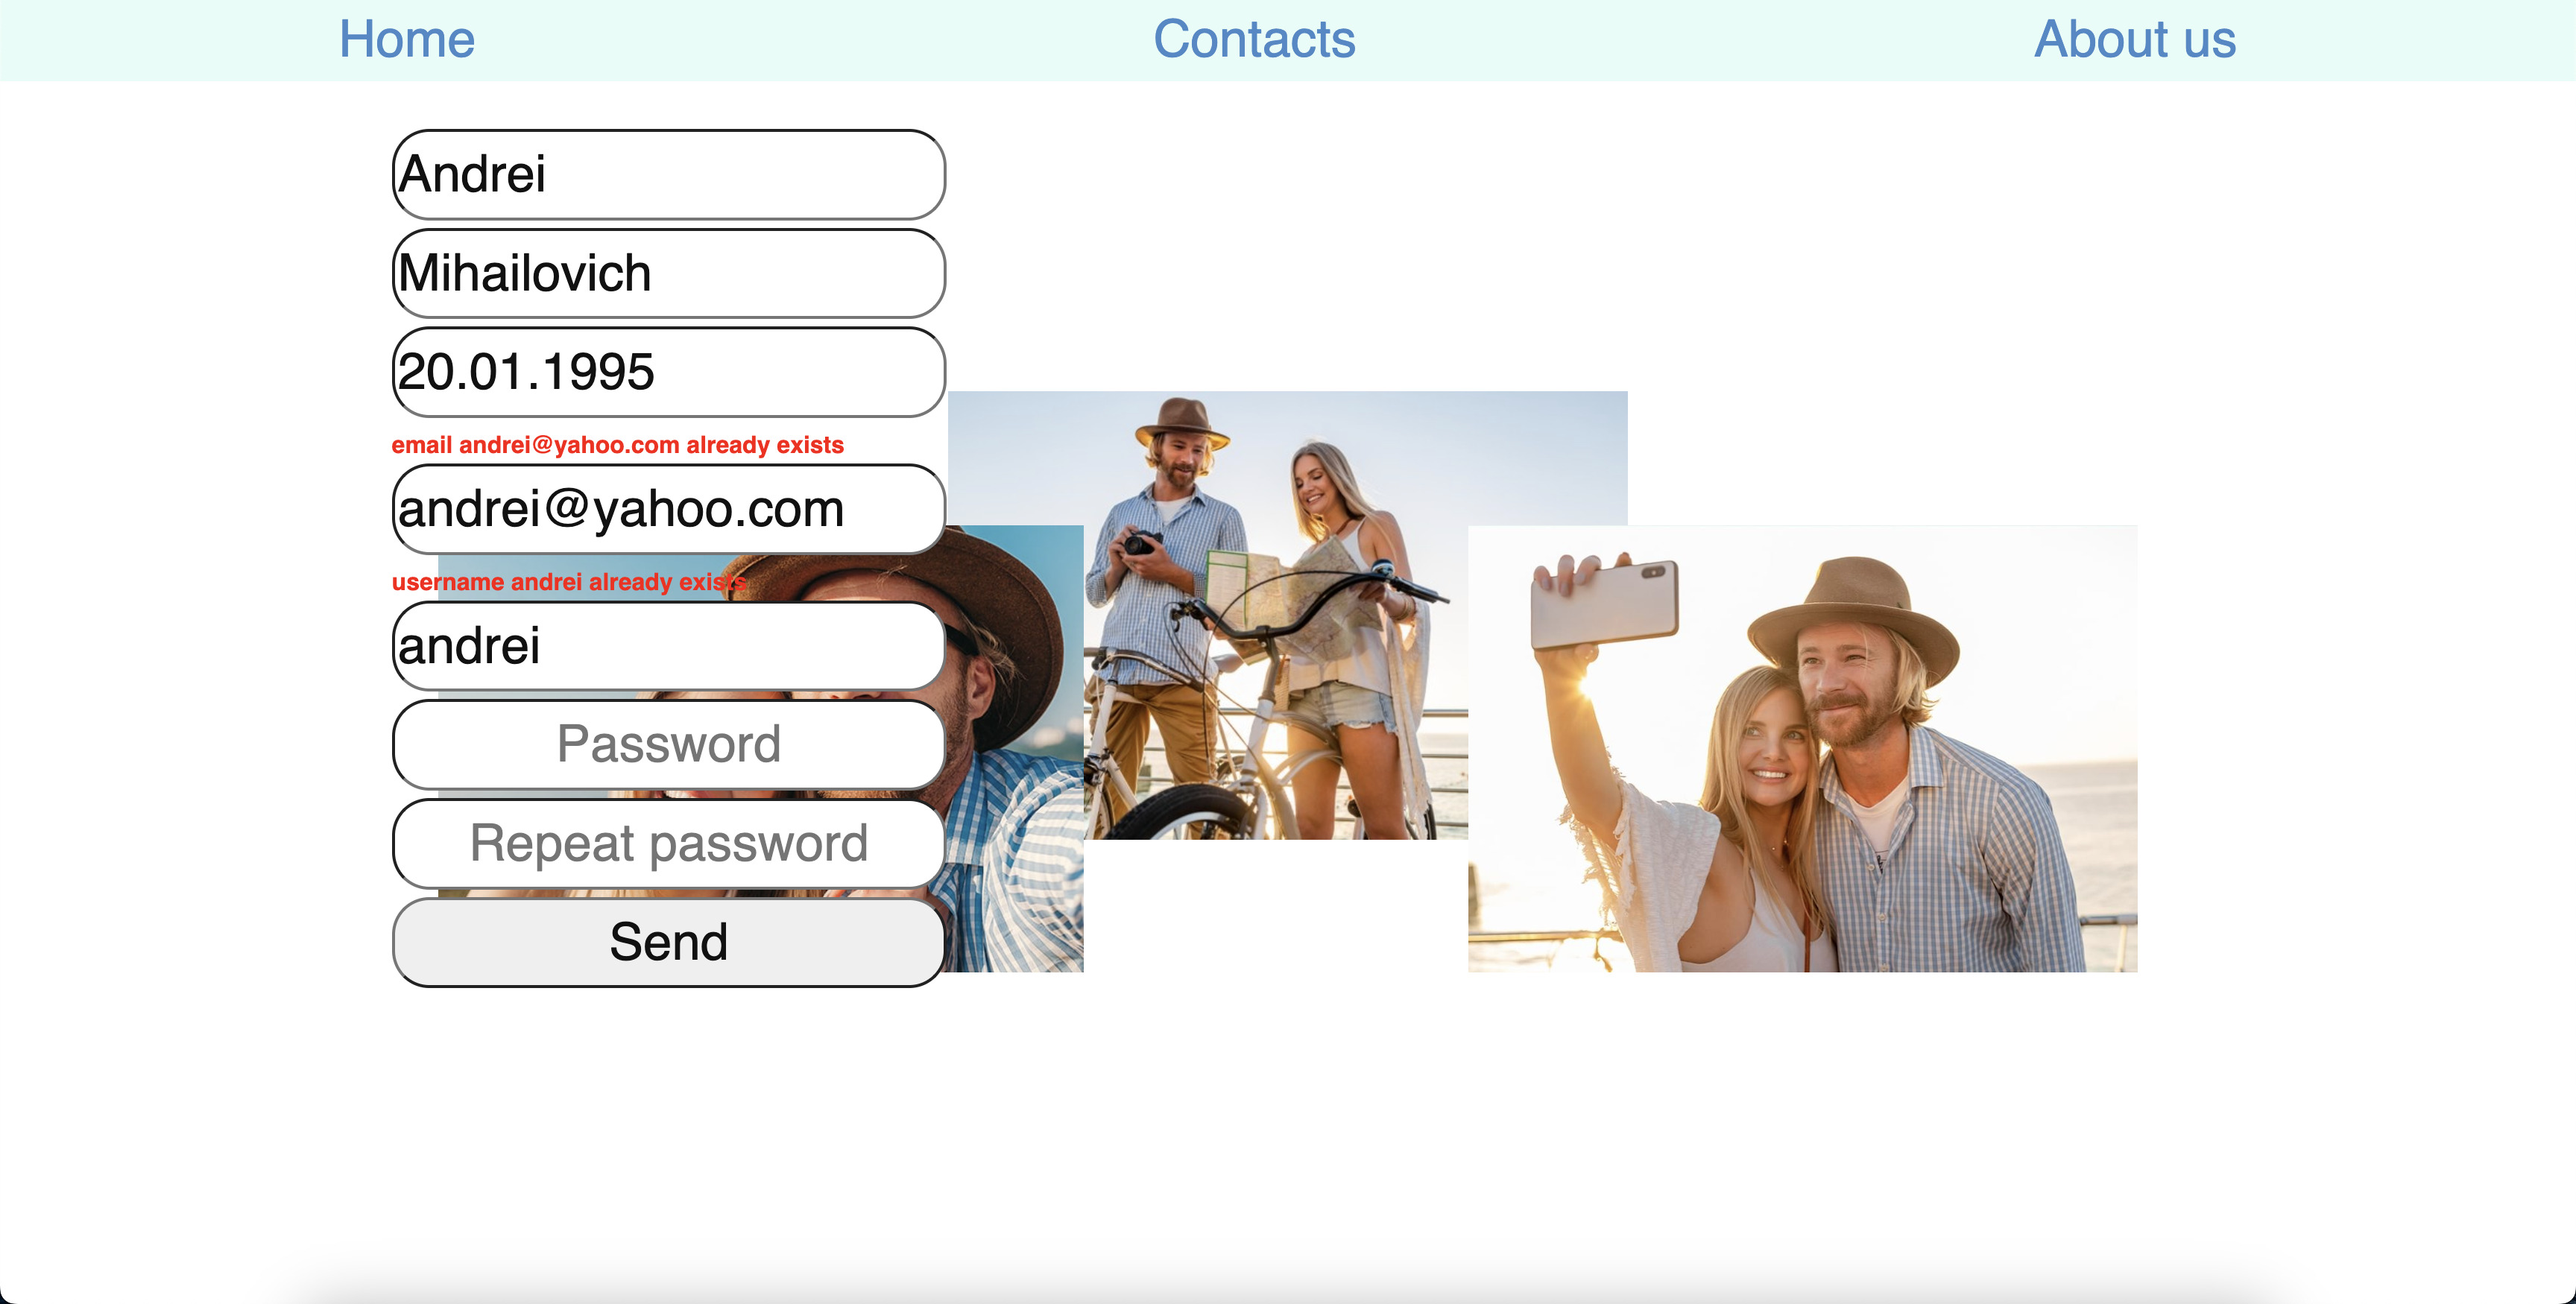 Home Contacts About us
Andrei
Mihailovich
20.01.1995
email andrei@yahoo.com already exists
andrei@yahoo.com
username andrei already exists
andrei
Password
Repeat password
Send